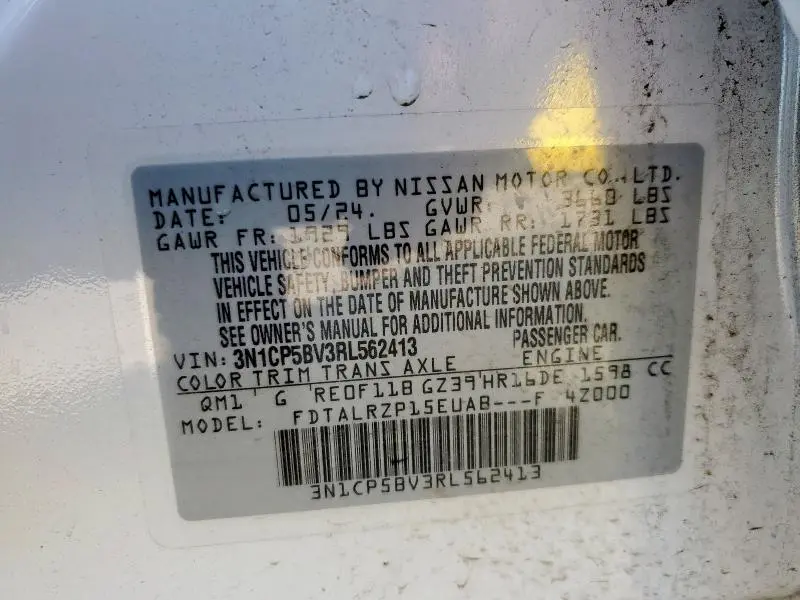 MANUFACTURED BY NISSAN MOTOR CO.,LTD.
DATE: 05/24. GVWR: 3660 LBS
GAWR FR: 1929 LBS GAWR RR: 1731 LBS
THIS VEHICLE CONFORMS TO ALL APPLICABLE FEDERAL MOTOR
VEHICLE SAFETY, BUMPER AND THEFT PREVENTION STANDARDS
IN EFFECT ON THE DATE OF MANUFACTURE SHOWN ABOVE.
SEE OWNER'S MANUAL FOR ADDITIONAL INFORMATION.
VIN: 3N1CP5BV3RL562413 PASSENGER CAR.
COLOR TRIM TRANS AXLE ENGINE
QM1 G RE0F11B GZ39 HR16DE 1598 CC
MODEL: FDTALRZP15EUAB---F 4Z000
3N1CP5BV3RL562413